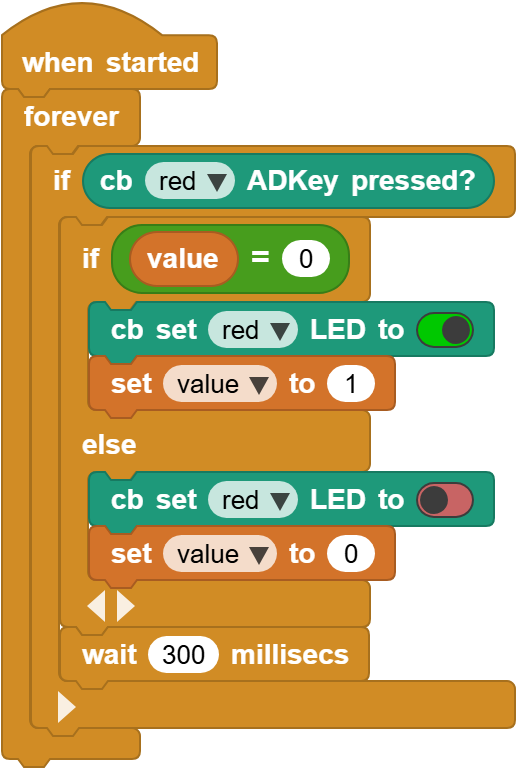 when started
forever
if cb red ADKey pressed?
if value = 0
cb set red LED to
set value to 1
else
cb set red LED to
set value to 0
wait 300 millisecs